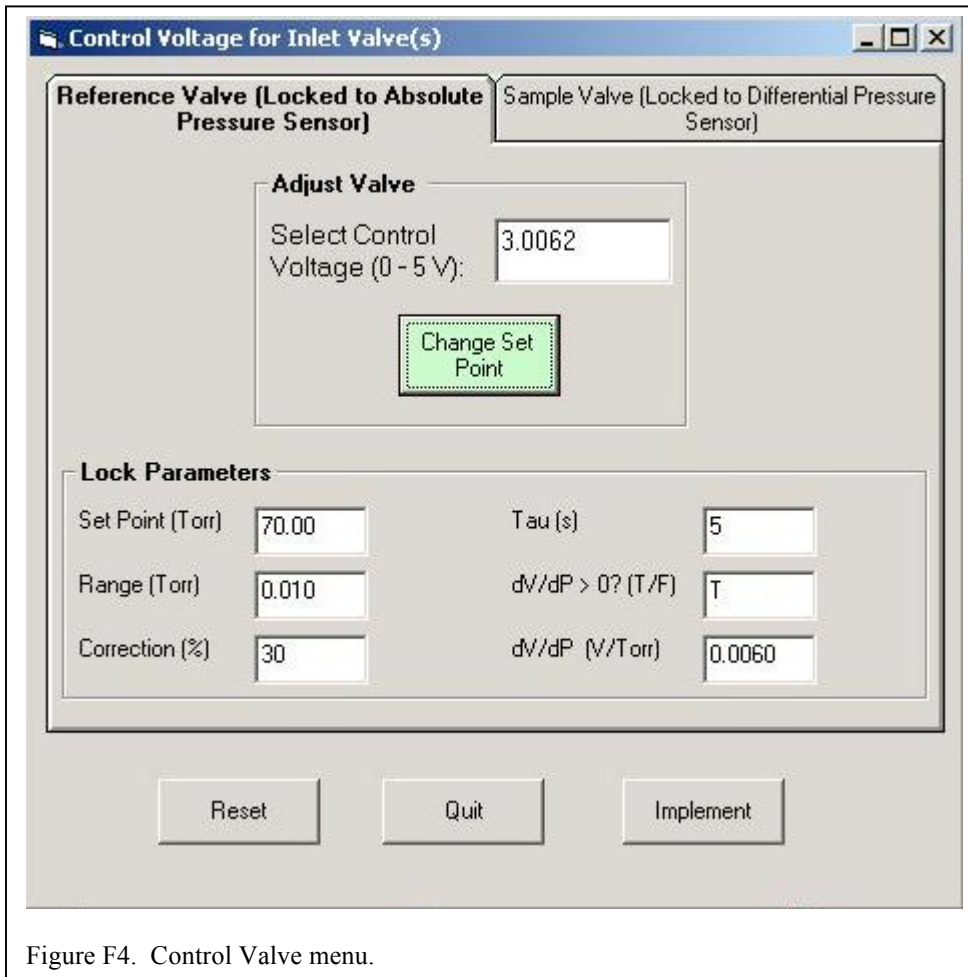 Control Voltage for Inlet Valve(s)
Reference Valve (Locked to Absolute
Pressure Sensor)
Sample Valve (Locked to Differential Pressure
Sensor)
Adjust Valve
Select Control
Voltage (0 - 5 V):
3.0062
Change Set
Point
Lock Parameters
Set Point (Torr)
70.00
Tau (s)
5
Range (Torr)
0.010
dV/dP > 0? (T/F)
T
Correction (%)
30
dV/dP (V/Torr)
0.0060
Reset
Quit
Implement
Figure F4. Control Valve menu.